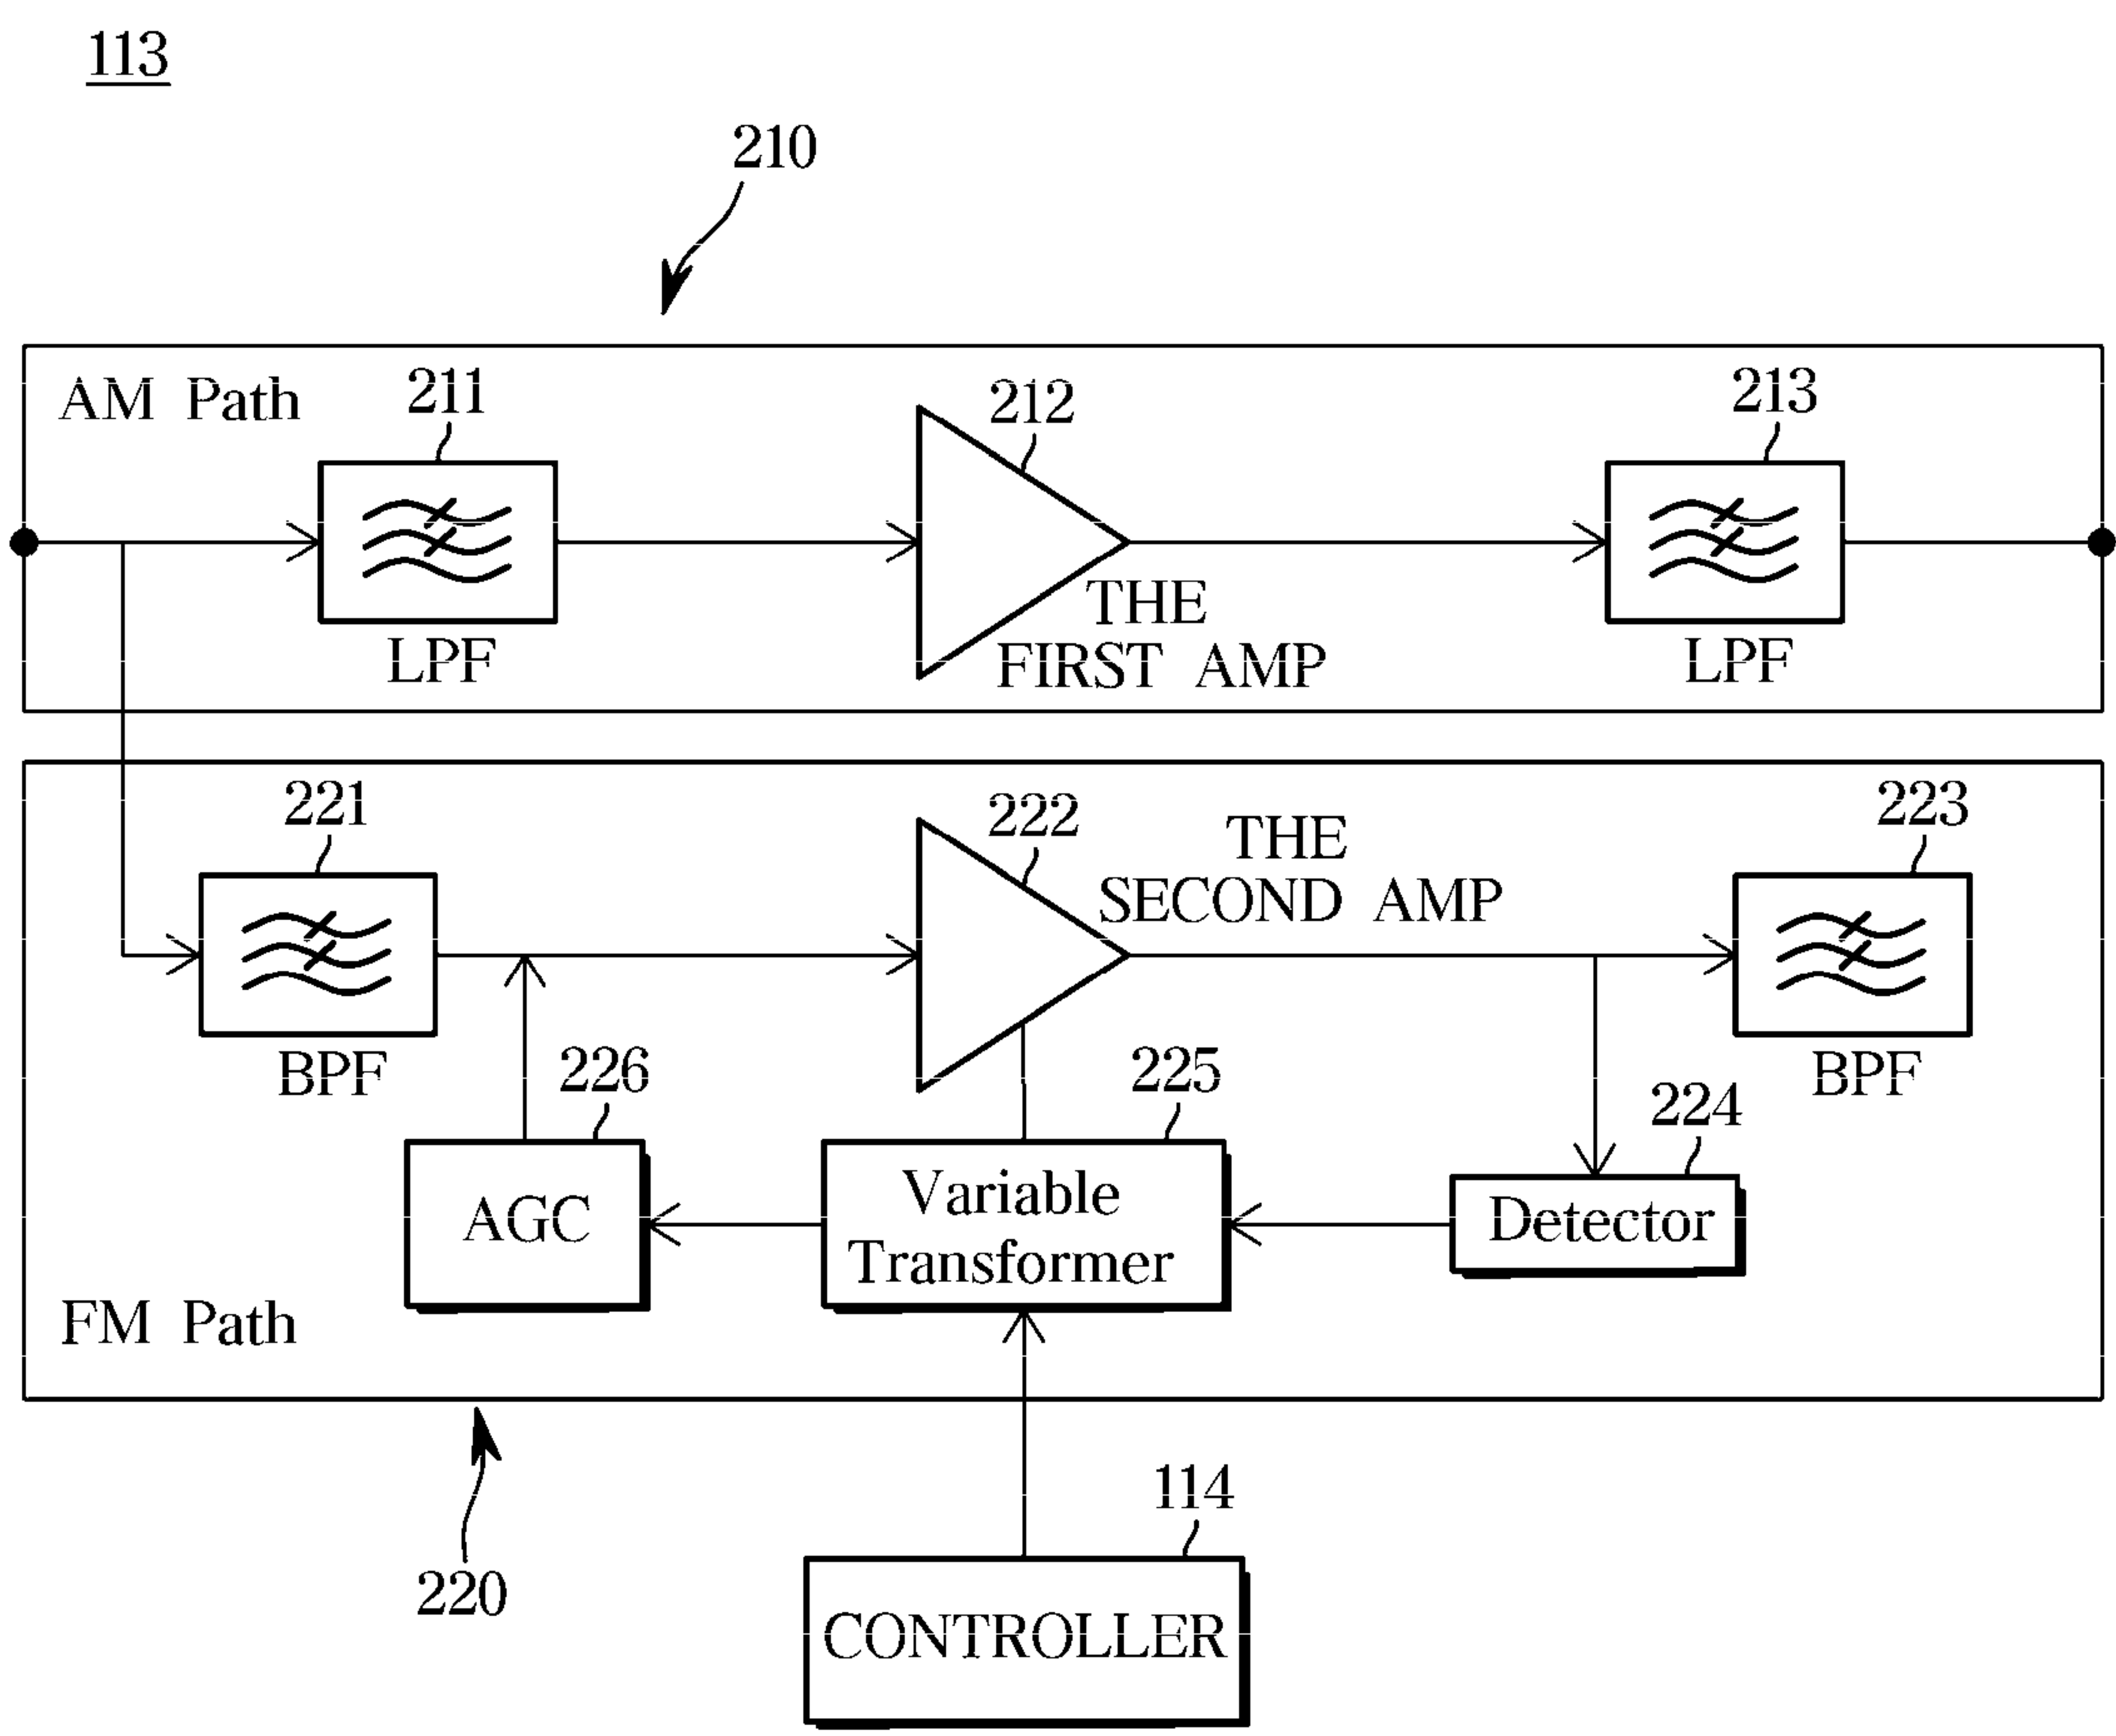 113
210
AM Path
211
212
213
LPF
THE
FIRST AMP
LPF
221
222
THE
SECOND AMP
223
BPF
226
225
BPF
224
AGC
Variable
Transformer
Detector
FM Path
220
114
CONTROLLER